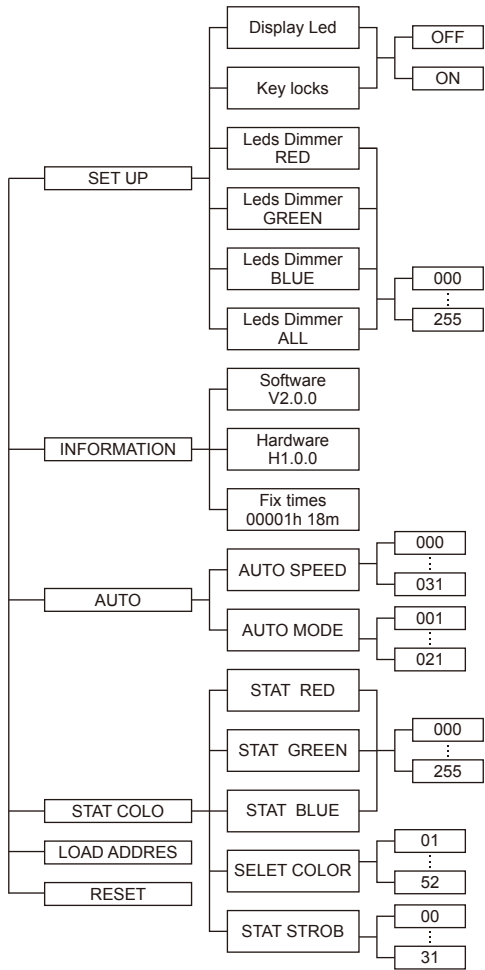 SET UP
Display Led
Key locks
OFF
ON
Leds Dimmer
RED
Leds Dimmer
GREEN
Leds Dimmer
BLUE
Leds Dimmer
ALL
000
255
INFORMATION
Software
V2.0.0
Hardware
H1.0.0
Fix times
00001h 18m
AUTO
AUTO SPEED
000
031
AUTO MODE
001
021
STAT COLO
STAT RED
STAT GREEN
STAT BLUE
000
255
SELET COLOR
01
52
STAT STROB
00
31
LOAD ADDRES
RESET